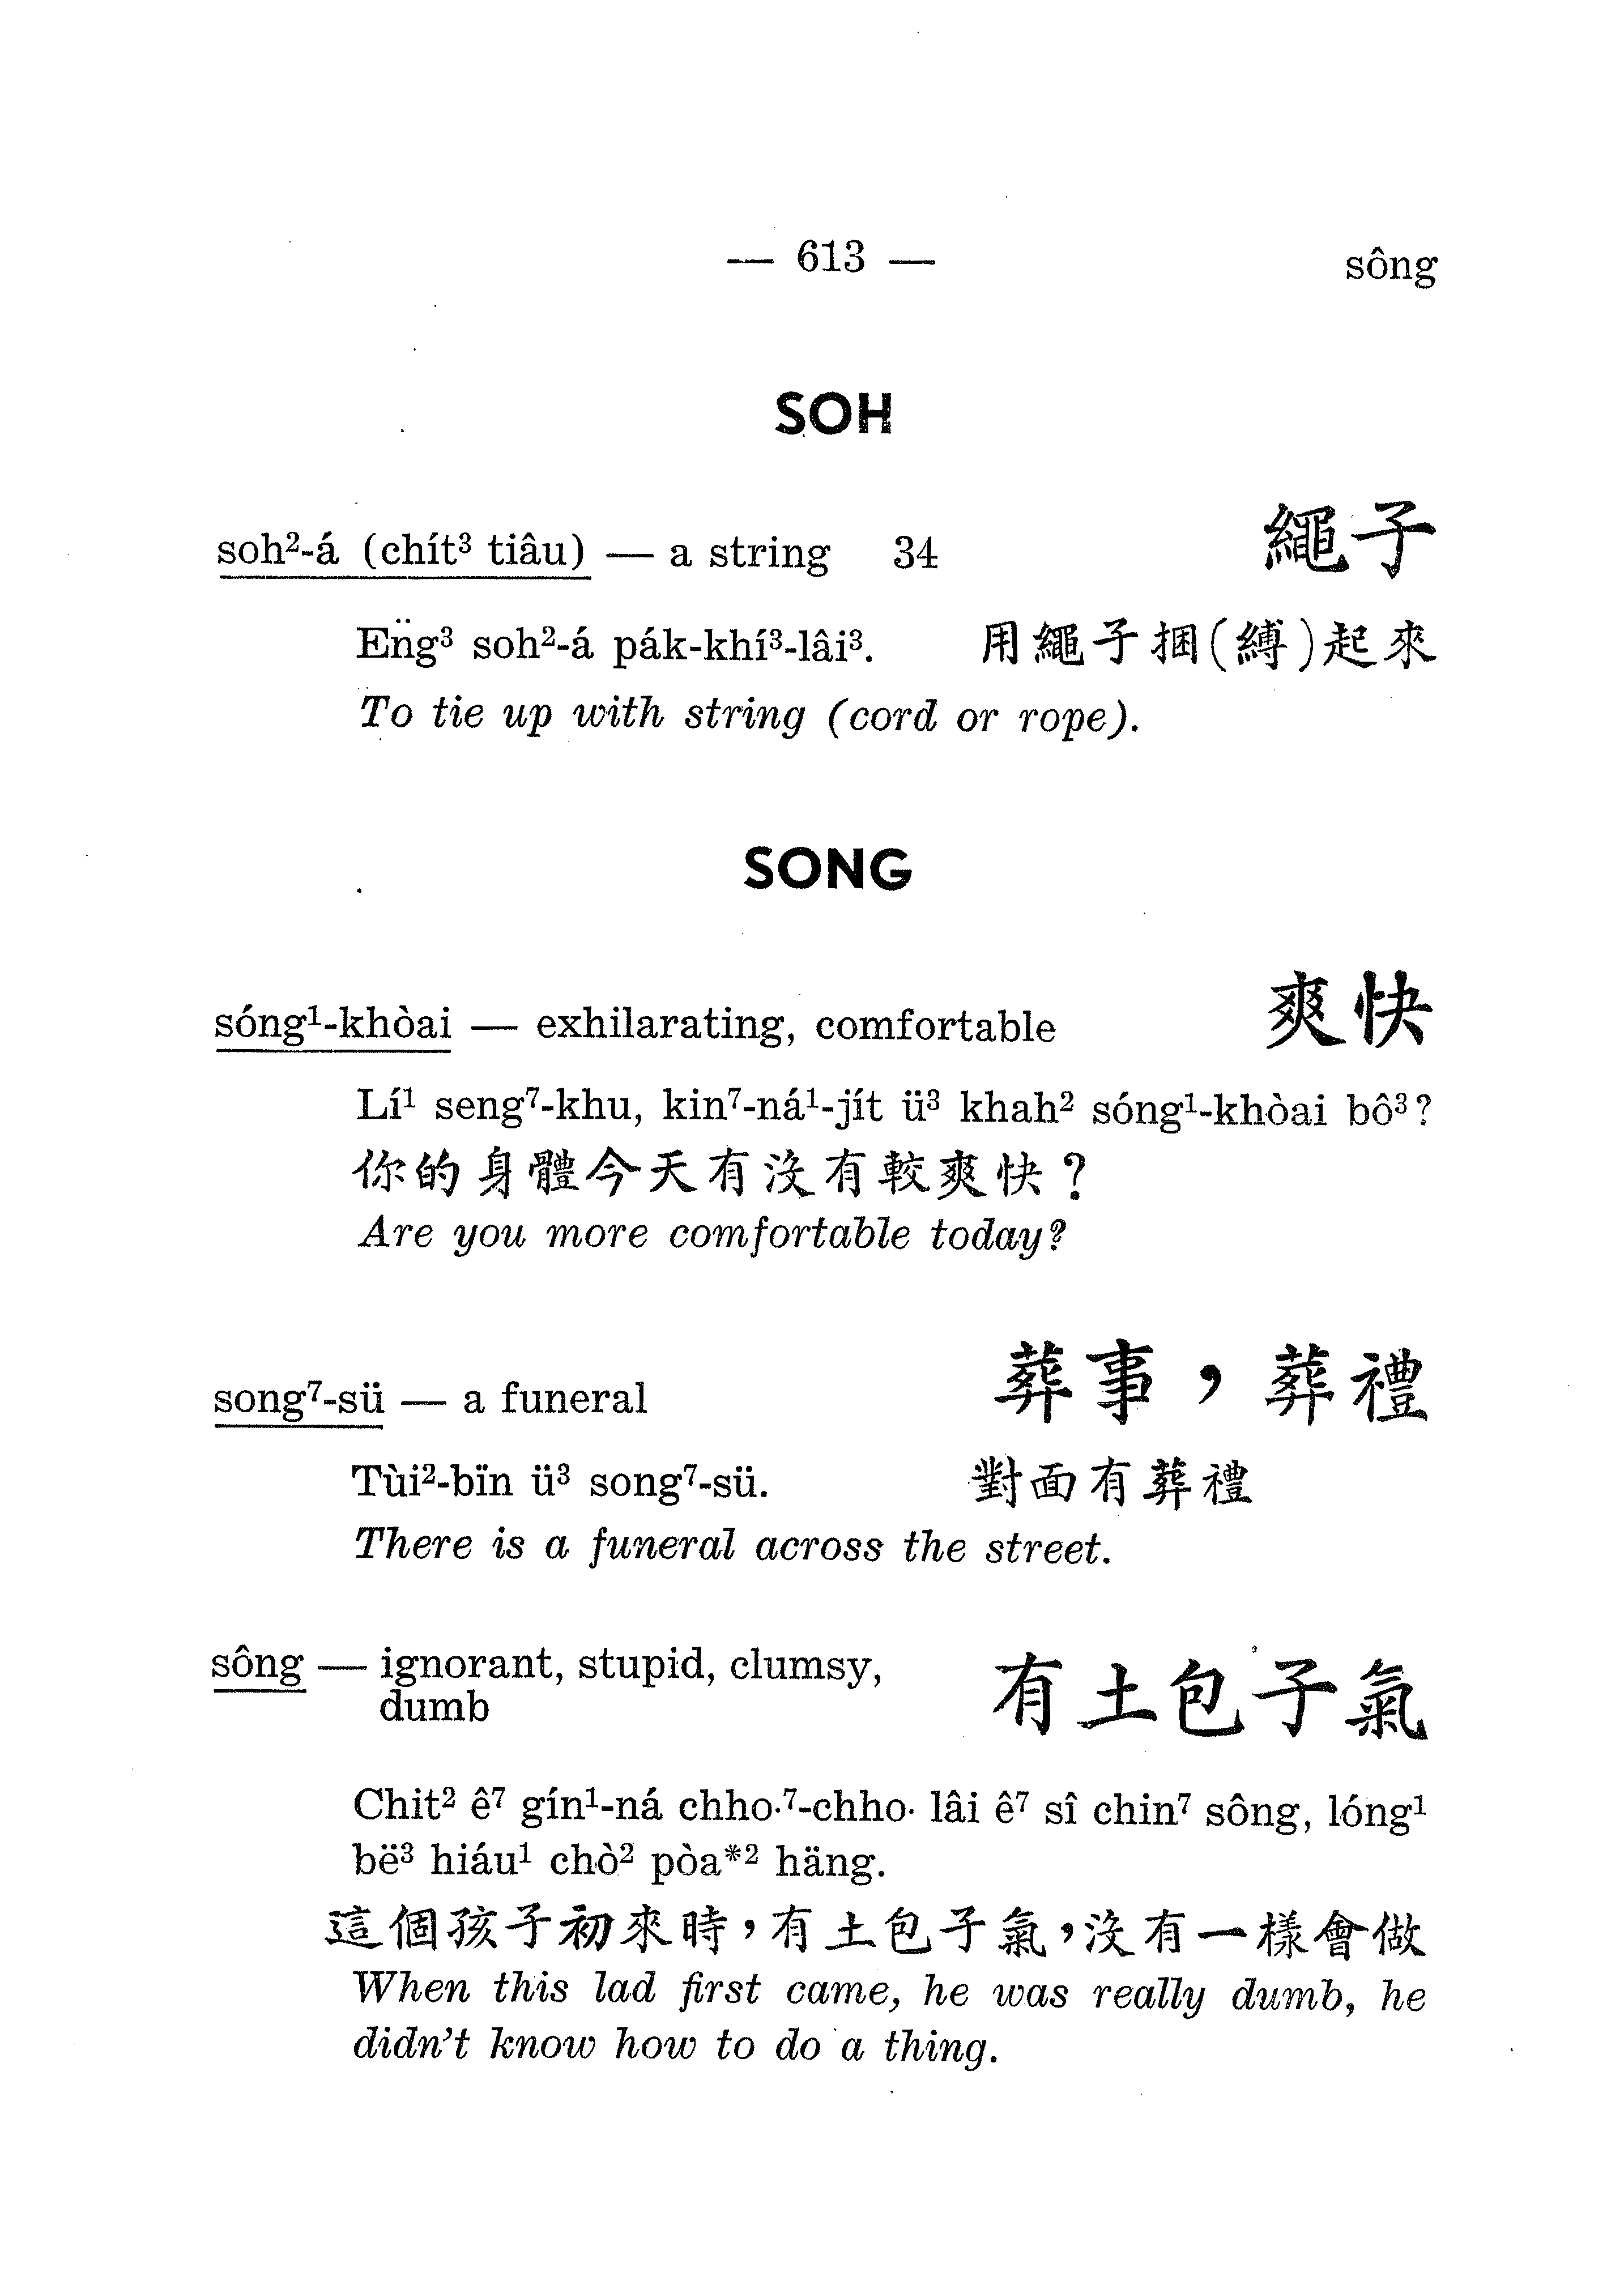 — 613 —
sông
SOH
soh²-á (chít³ tiâu) — a string 34 繩子
En̈g³ soh²-á pák-khí³-lâi³. 用繩子捆(縛)起來
To tie up with string (cord or rope).
SONG
sóng¹-khòai — exhilarating, comfortable 爽快
Lí¹ seng⁷-khu, kin⁷-ná¹-jít ü³ khah² sóng¹-khòai bô³?
你的身體今天有沒有較爽快?
Are you more comfortable today?
song⁷-sü — a funeral 葬事，葬禮
Tùi²-bïn ü³ song⁷-sü. 對面有葬禮
There is a funeral across the street.
sông — ignorant, stupid, clumsy,
dumb 有土包子氣
Chit² ê⁷ gín¹-ná chho·⁷-chho· lâi ê⁷ sî chin⁷ sông, lóng¹
bë³ hiáu¹ chò² pòa*² häng.
這個孩子初來時，有土包子氣，沒有一樣會做
When this lad first came, he was really dumb, he
didn't know how to do a thing.